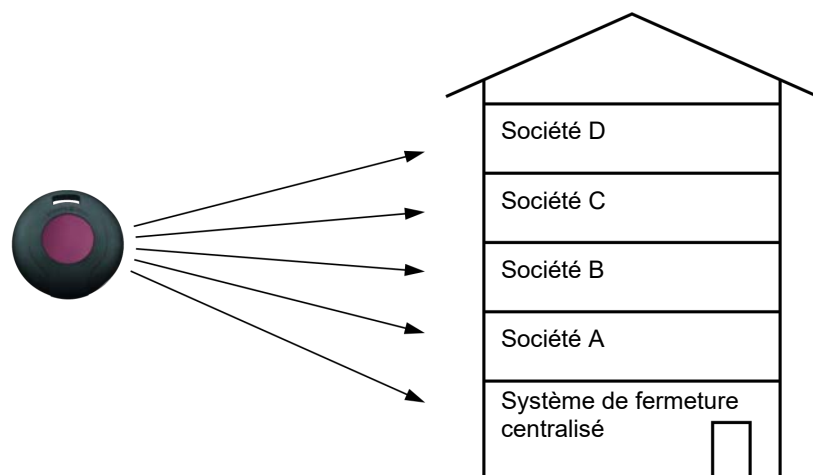 Société D
Société C
Société B
Société A
Système de fermeture
centralisé